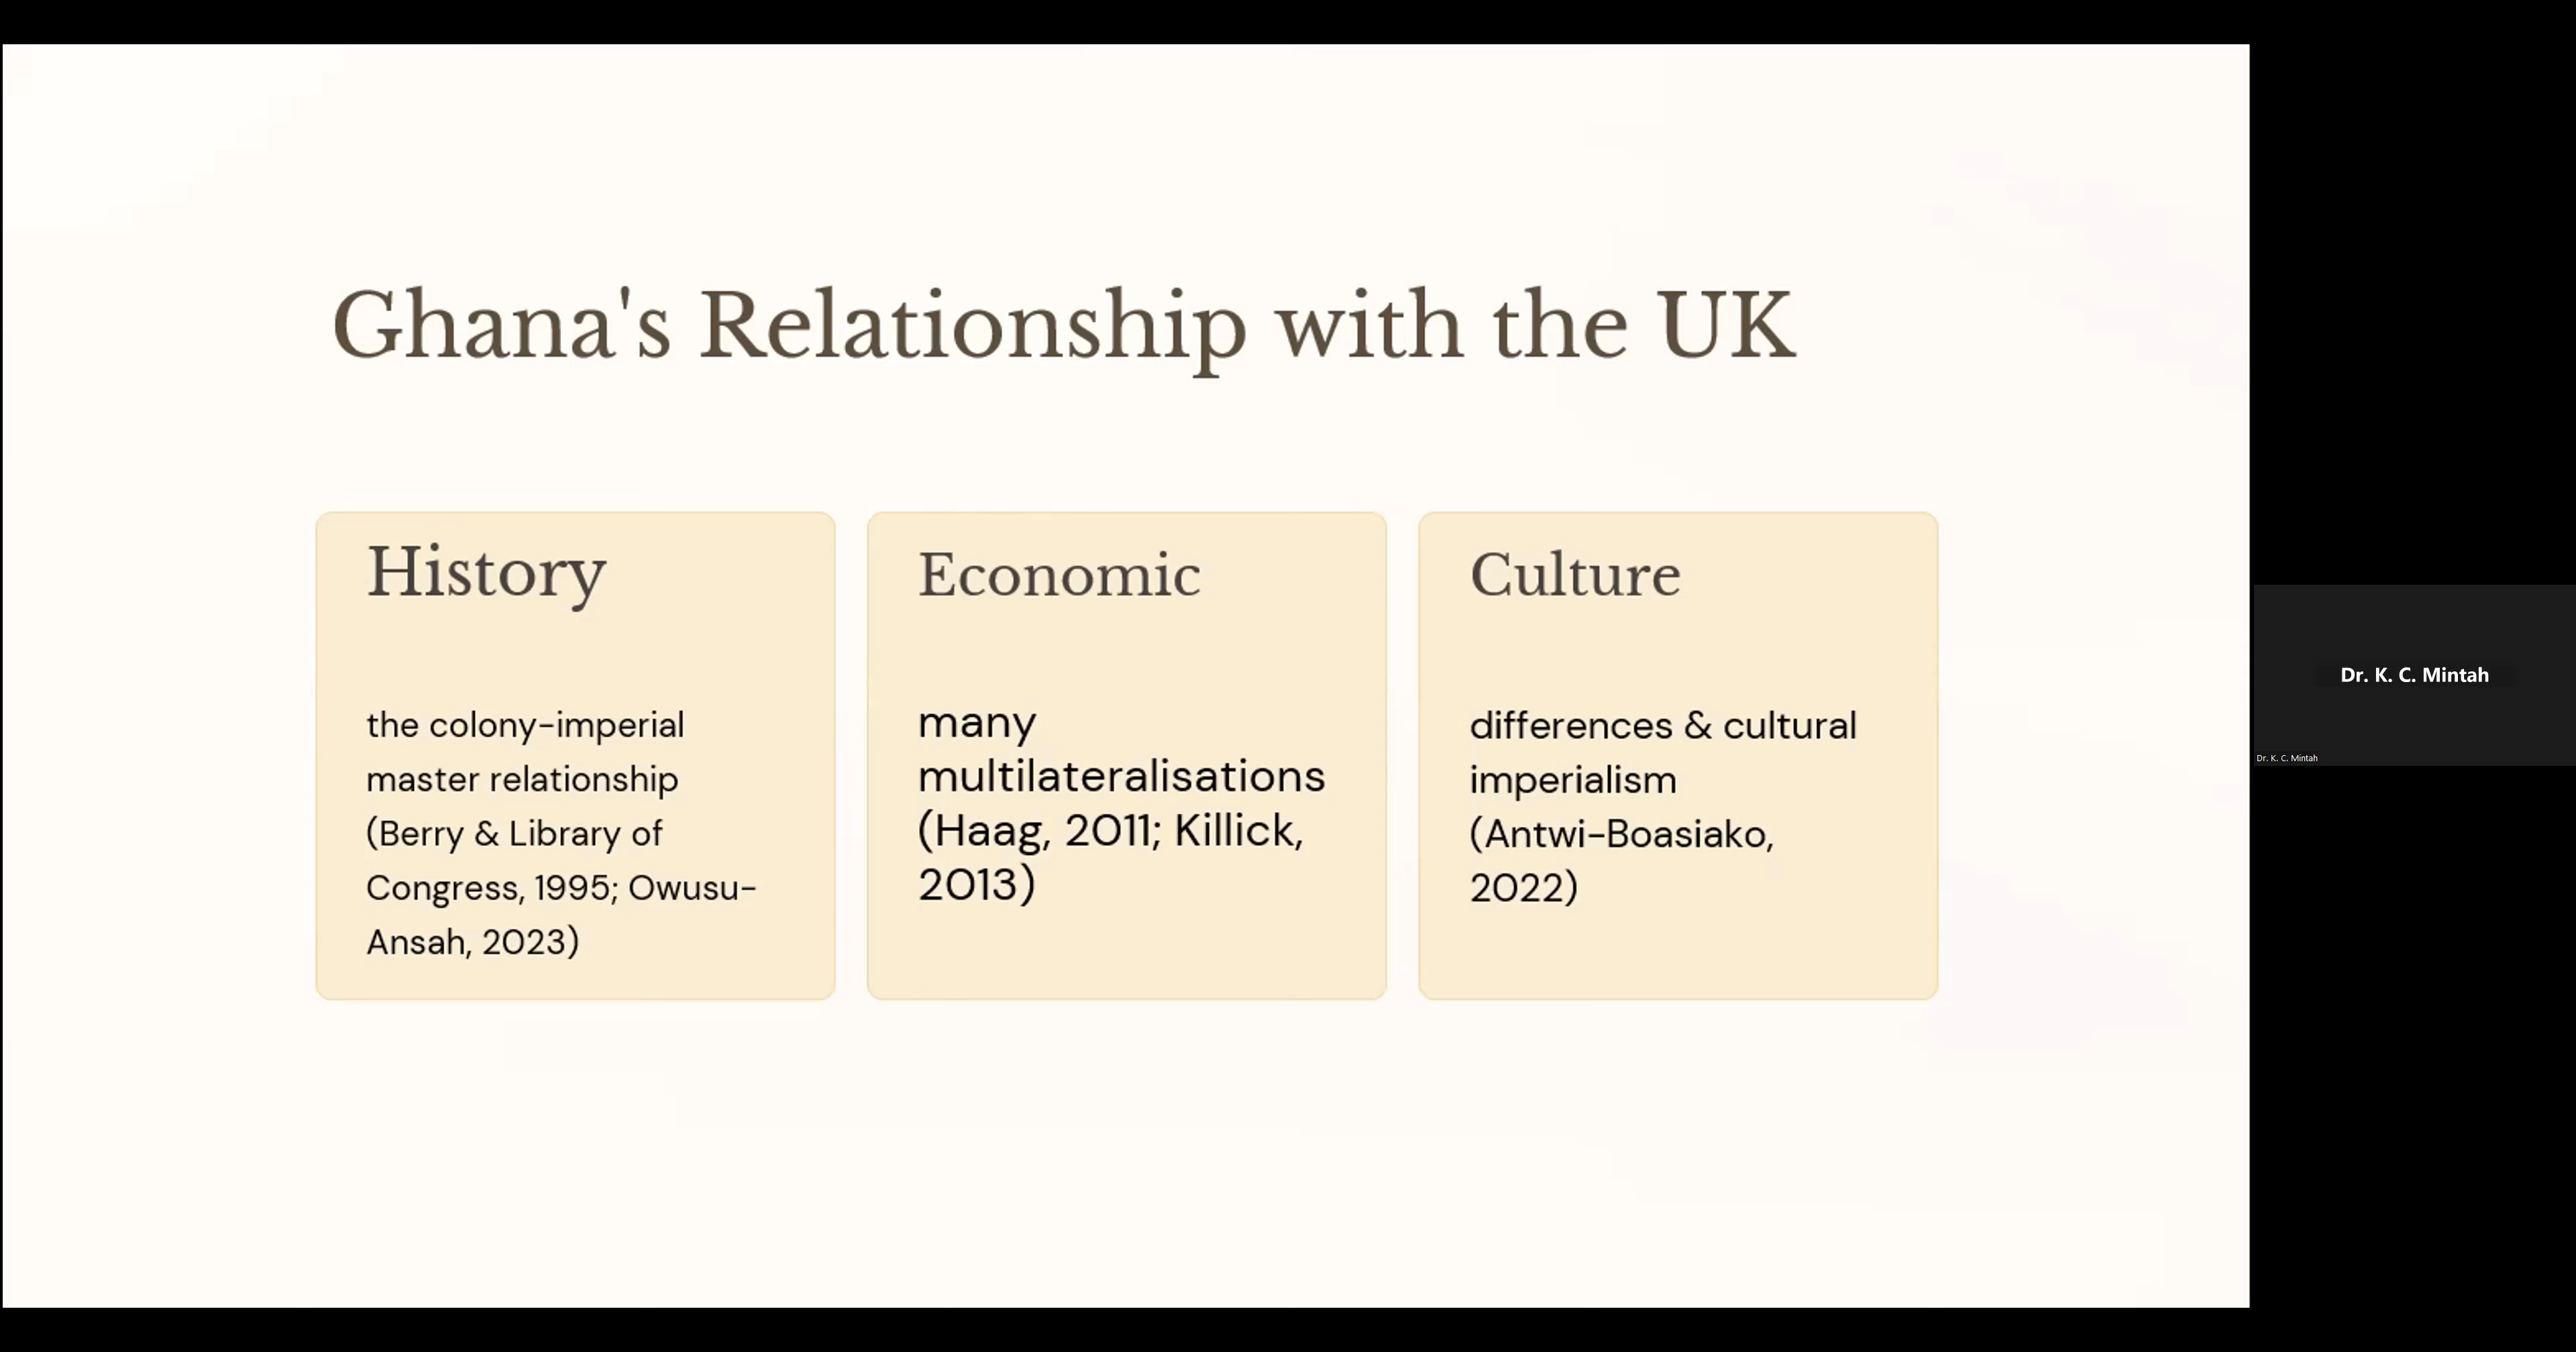 Ghana's Relationship with the UK
History
the colony-imperial
master relationship
(Berry & Library of
Congress, 1995; Owusu-
Ansah, 2023)
Economic
many
multilateralisations
(Haag, 2011; Killick,
2013)
Culture
differences & cultural
imperialism
(Antwi-Boasiako,
2022)
Dr. K. C. Mintah
Dr. K. C. Mintah